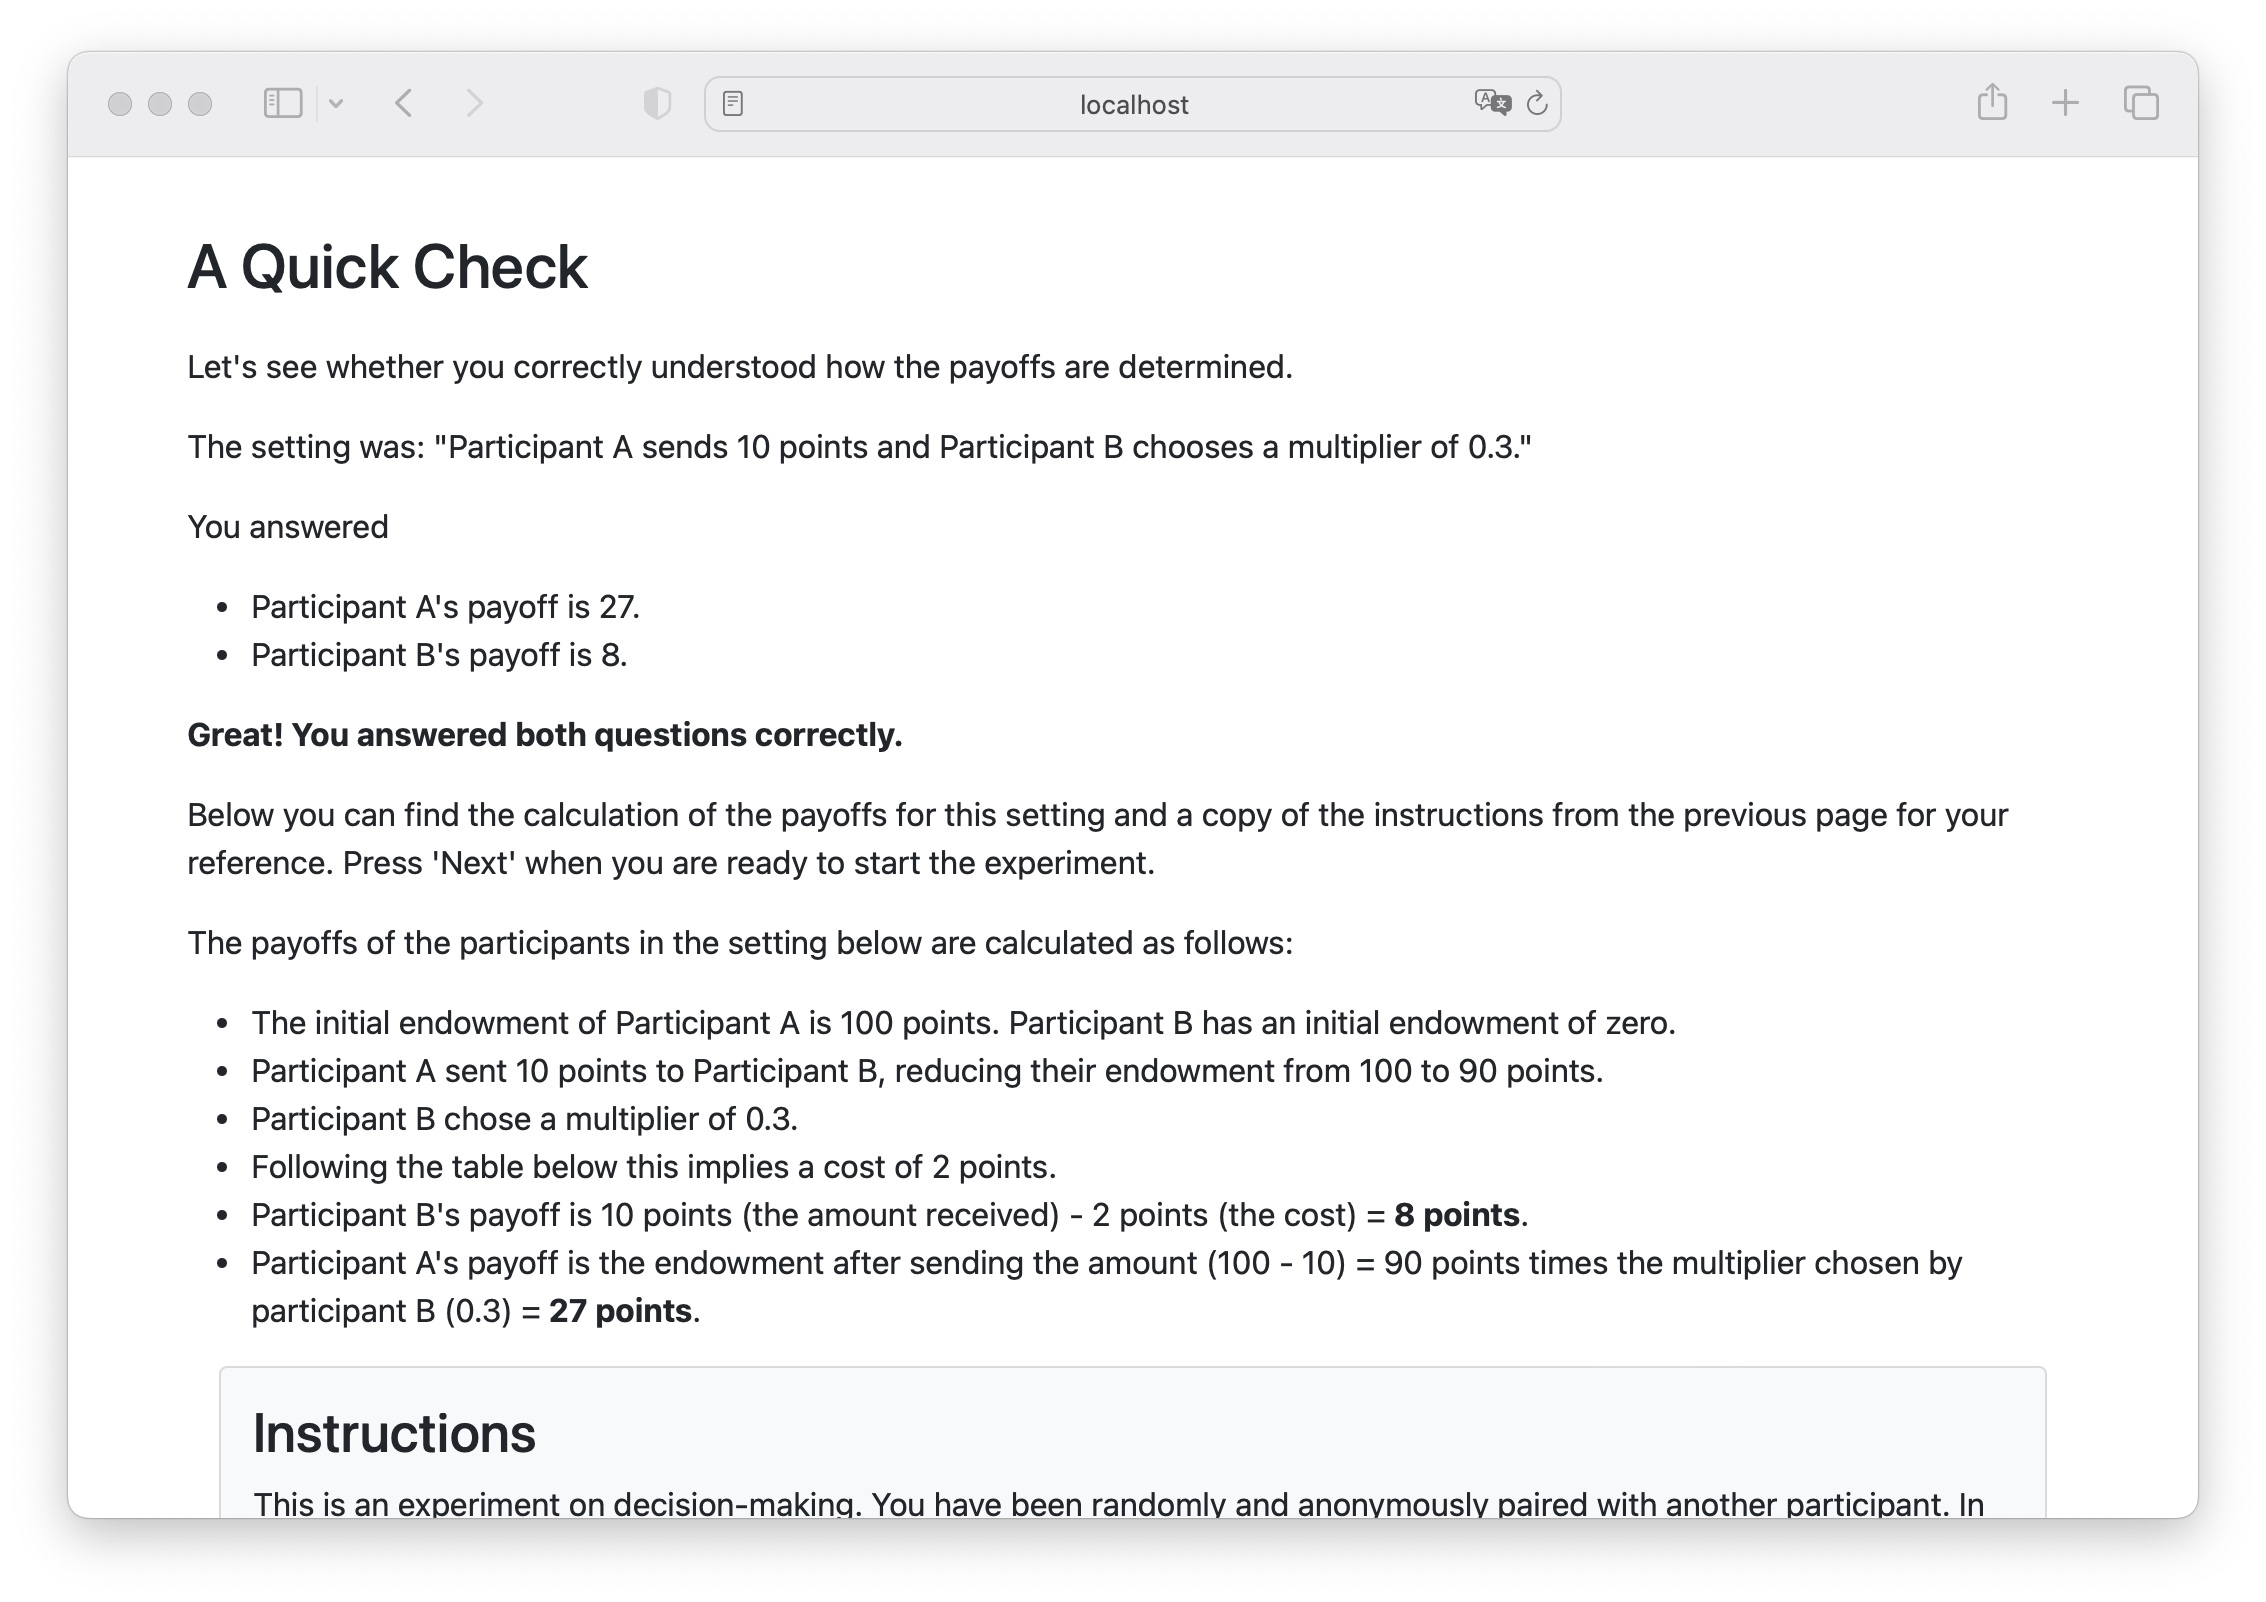 localhost
A Quick Check
Let's see whether you correctly understood how the payoffs are determined.
The setting was: "Participant A sends 10 points and Participant B chooses a multiplier of 0.3."
You answered
• Participant A's payoff is 27.
• Participant B's payoff is 8.
Great! You answered both questions correctly.
Below you can find the calculation of the payoffs for this setting and a copy of the instructions from the previous page for your
reference. Press 'Next' when you are ready to start the experiment.
The payoffs of the participants in the setting below are calculated as follows:
• The initial endowment of Participant A is 100 points. Participant B has an initial endowment of zero.
• Participant A sent 10 points to Participant B, reducing their endowment from 100 to 90 points.
• Participant B chose a multiplier of 0.3.
• Following the table below this implies a cost of 2 points.
• Participant B's payoff is 10 points (the amount received) - 2 points (the cost) = 8 points.
• Participant A's payoff is the endowment after sending the amount (100 - 10) = 90 points times the multiplier chosen by
participant B (0.3) = 27 points.
Instructions
This is an experiment on decision-making. You have been randomly and anonymously paired with another participant. In